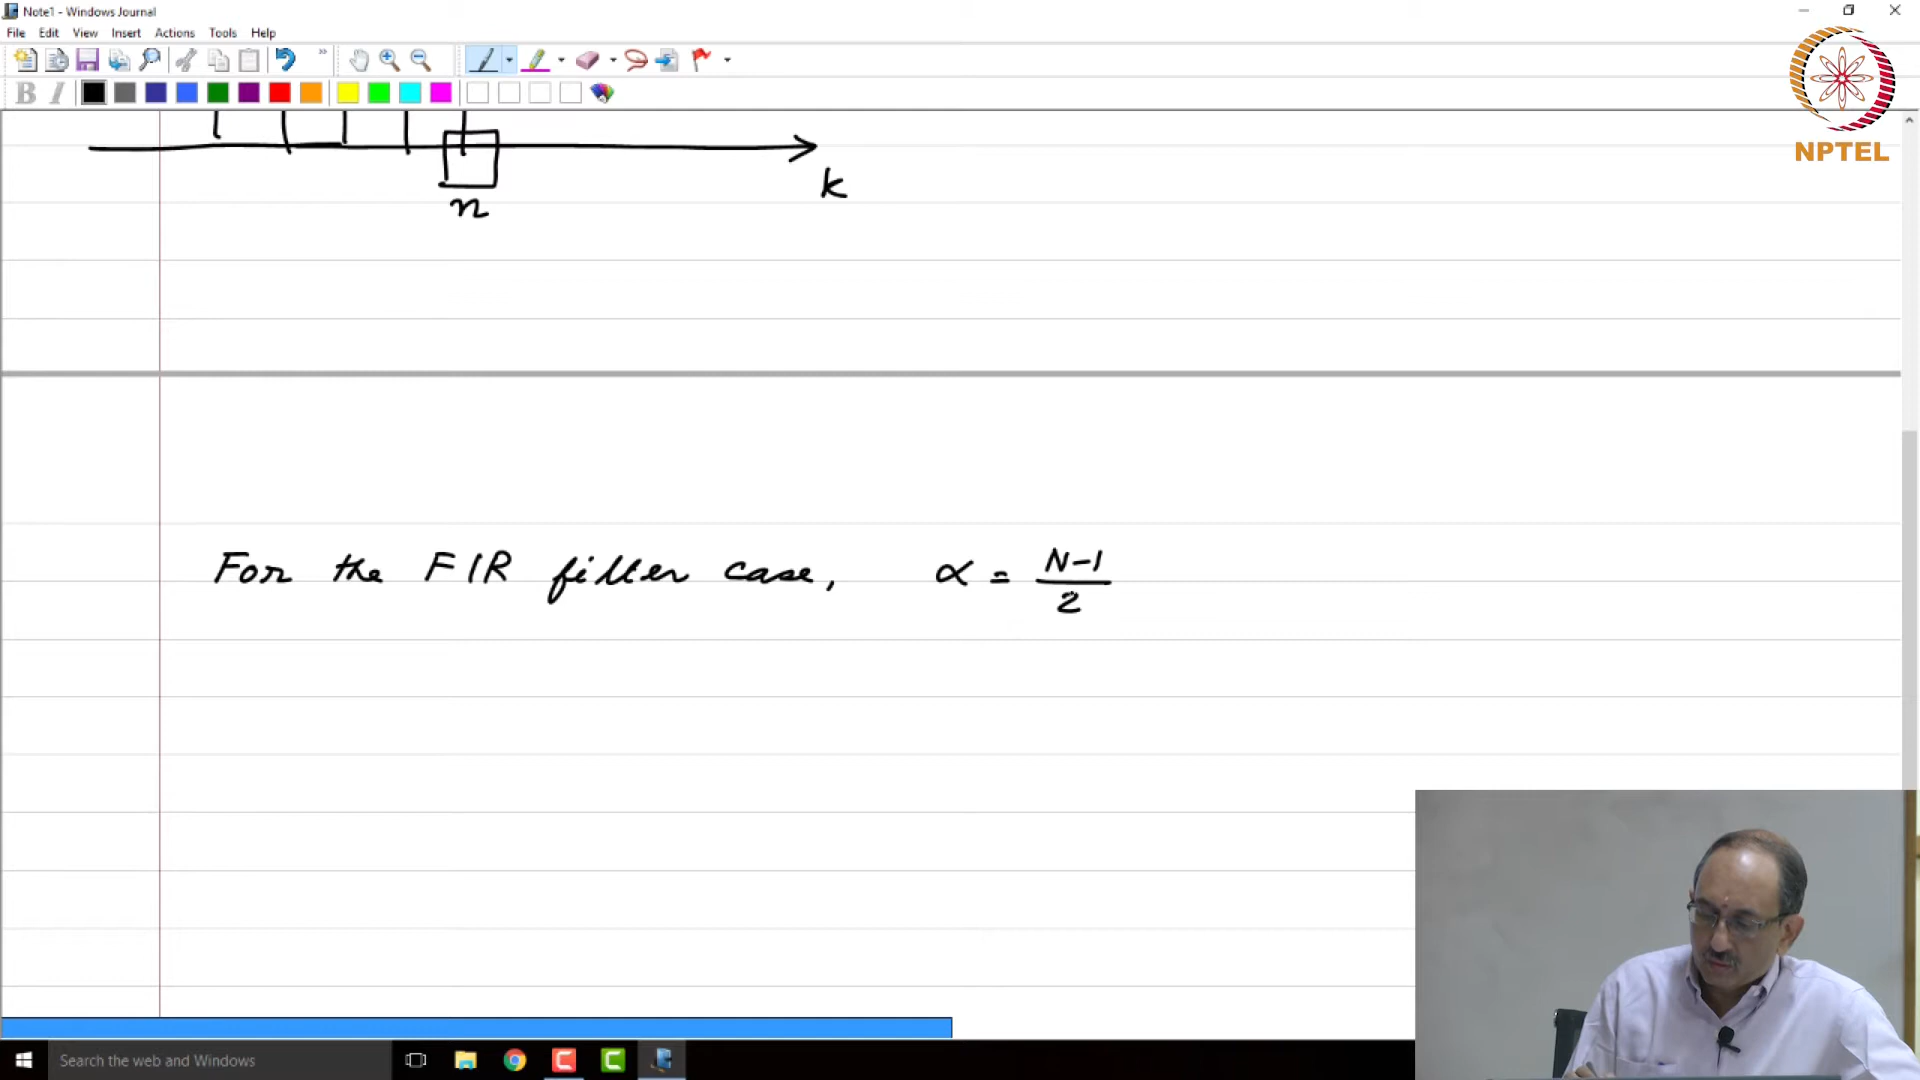 Note1 - Windows Journal
File Edit View Insert Actions Tools Help
B I
NPTEL
k
n
For the FIR filter case, α = N-1
2
Search the web and Windows